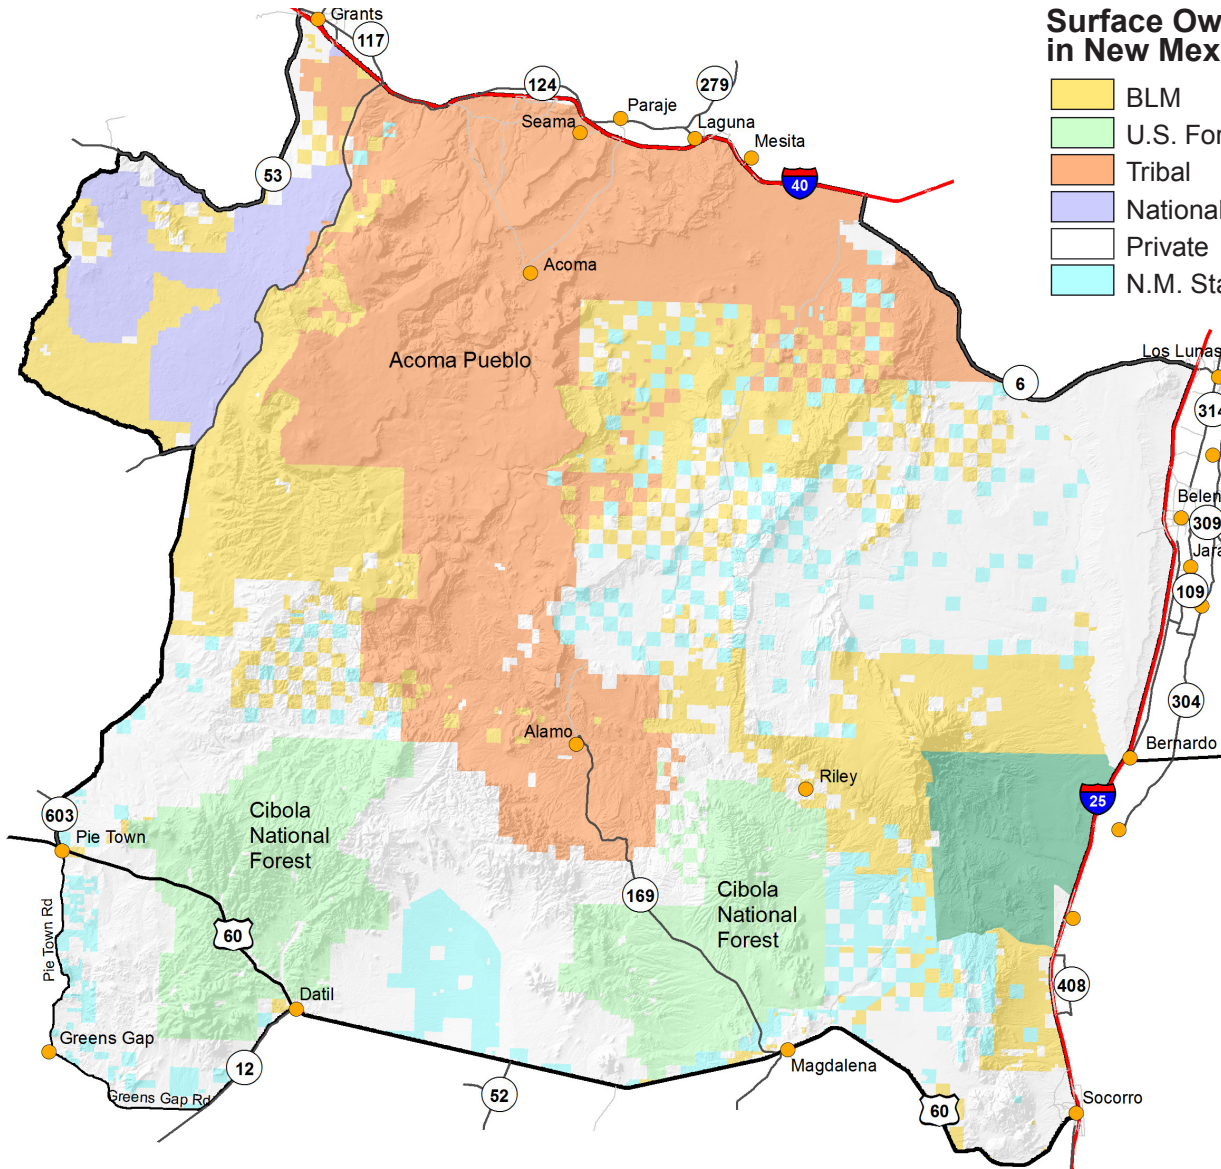 Surface Ow
in New Mex
BLM
U.S. For
Tribal
National
Private
N.M. Sta
Grants
117
124
279
Paraje
Seama
Laguna
Mesita
53
40
Acoma
Acoma Pueblo
6
Los Lunas
314
Belen
309
Jara
109
304
Bernardo
25
Alamo
Riley
603
Pie Town
Cibola
National
Forest
169
Cibola
National
Forest
Pie Town Rd
60
408
Datil
Greens Gap
12
Greens Gap Rd
52
Magdalena
60
Socorro